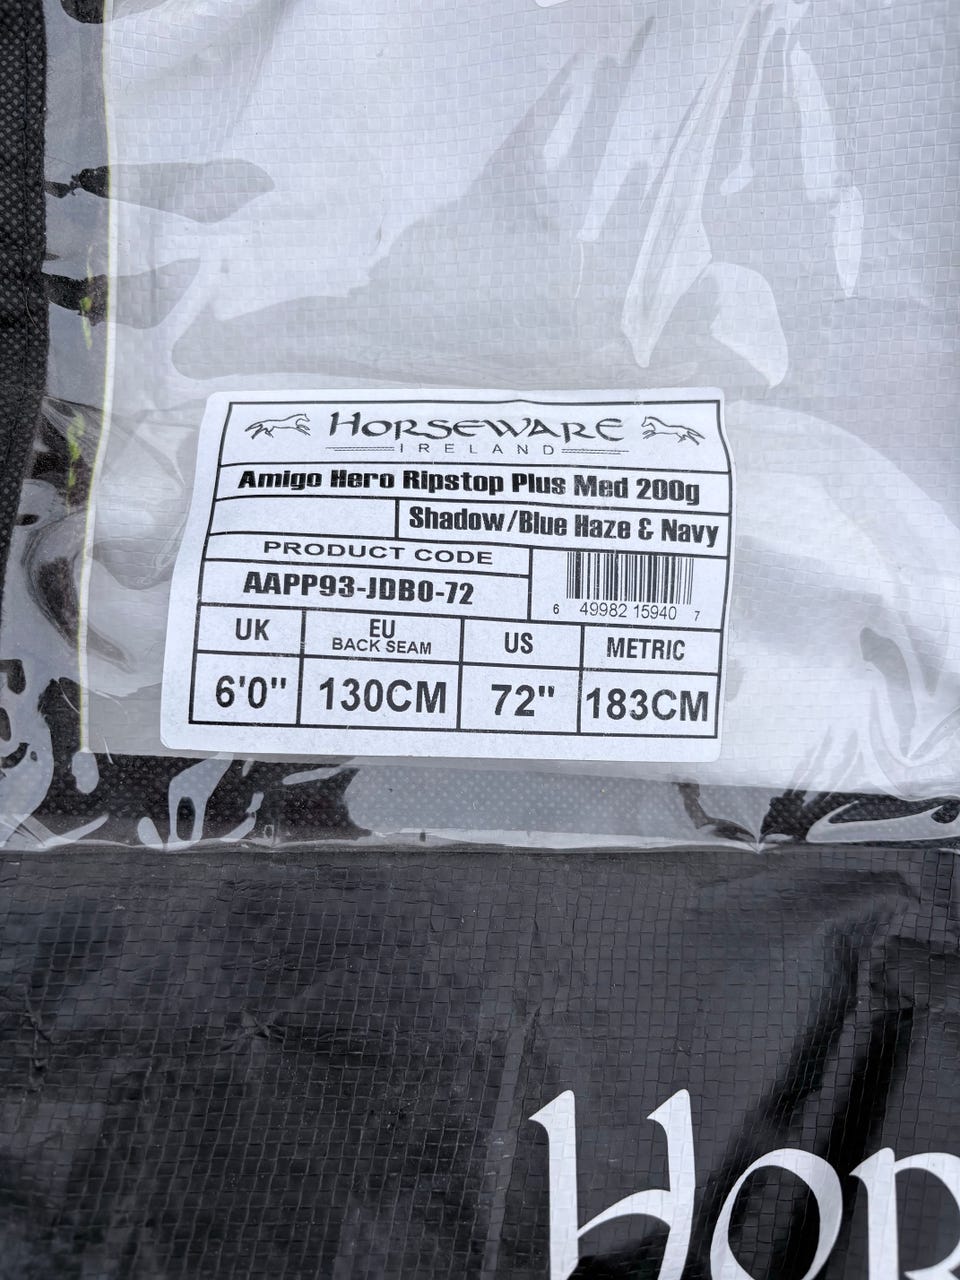 HORSEWARE
IRELAND
Amigo Hero Ripstop Plus Med 200g
Shadow/Blue Haze & Navy
PRODUCT CODE
AAPP93-JDB0-72
6 49982 15940 7
UK EU BACK SEAM US METRIC
6'0" 130CM 72" 183CM
Hor